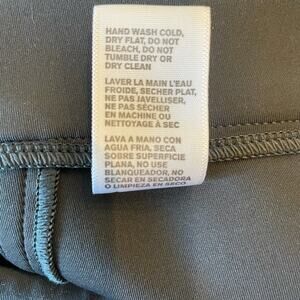 HAND WASH COLD,
DRY FLAT, DO NOT
BLEACH, DO NOT
TUMBLE DRY OR
DRY CLEAN
LAVER LA MAIN L'EAU
FROIDE, SECHER PLAT,
NE PAS JAVELLISER,
NE PAS SÉCHER
EN MACHINE OU
NETTOYAGE À SEC
LAVA A MANO CON
AGUA FRIA, SECA
SOBRE SUPERFICIE
PLANA, NO USE
BLANQUEADOR, NO
SECAR EN SECADORA
O LIMPIEZA EN SECO